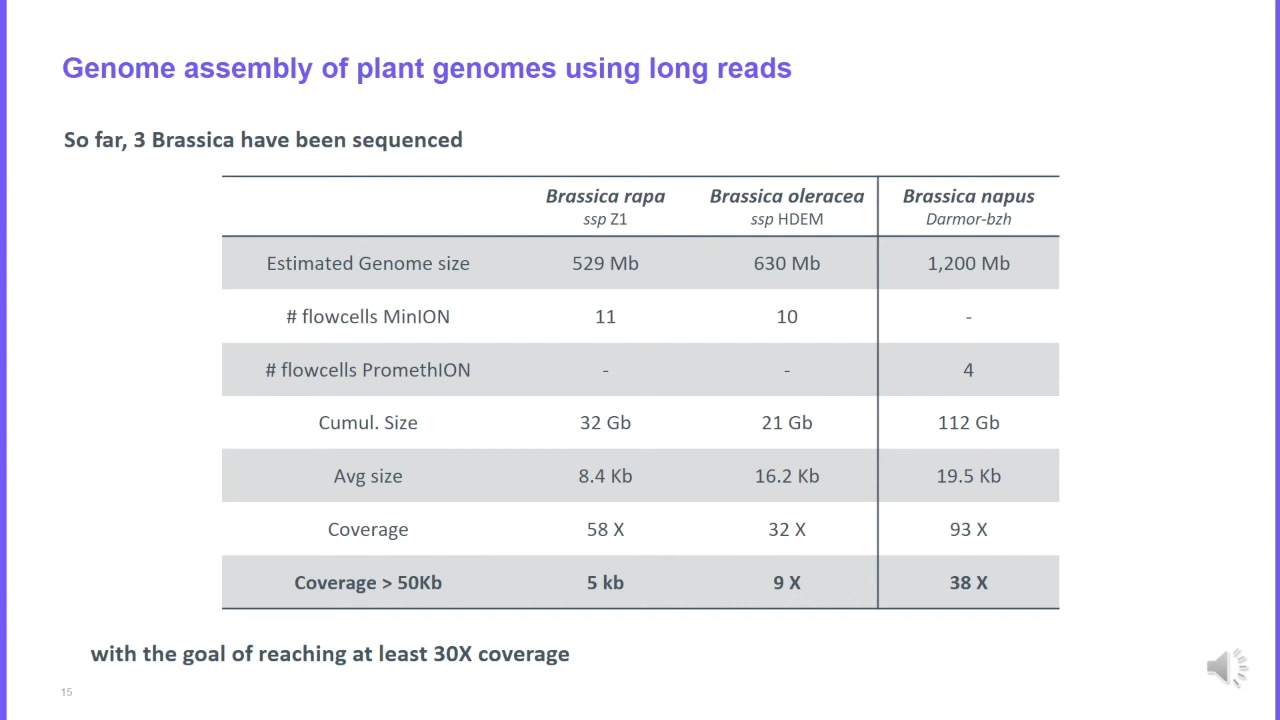 Genome assembly of plant genomes using long reads
So far, 3 Brassica have been sequenced
Brassica rapa Brassica oleracea Brassica napus
ssp Z1 ssp HDEM Darmor-bzh
Estimated Genome size 529 Mb 630 Mb 1,200 Mb
# flowcells MinION 11 10 -
# flowcells PromethION - - 4
Cumul. Size 32 Gb 21 Gb 112 Gb
Avg size 8.4 Kb 16.2 Kb 19.5 Kb
Coverage 58 X 32 X 93 X
Coverage > 50Kb 5 kb 9 X 38 X
with the goal of reaching at least 30X coverage
15